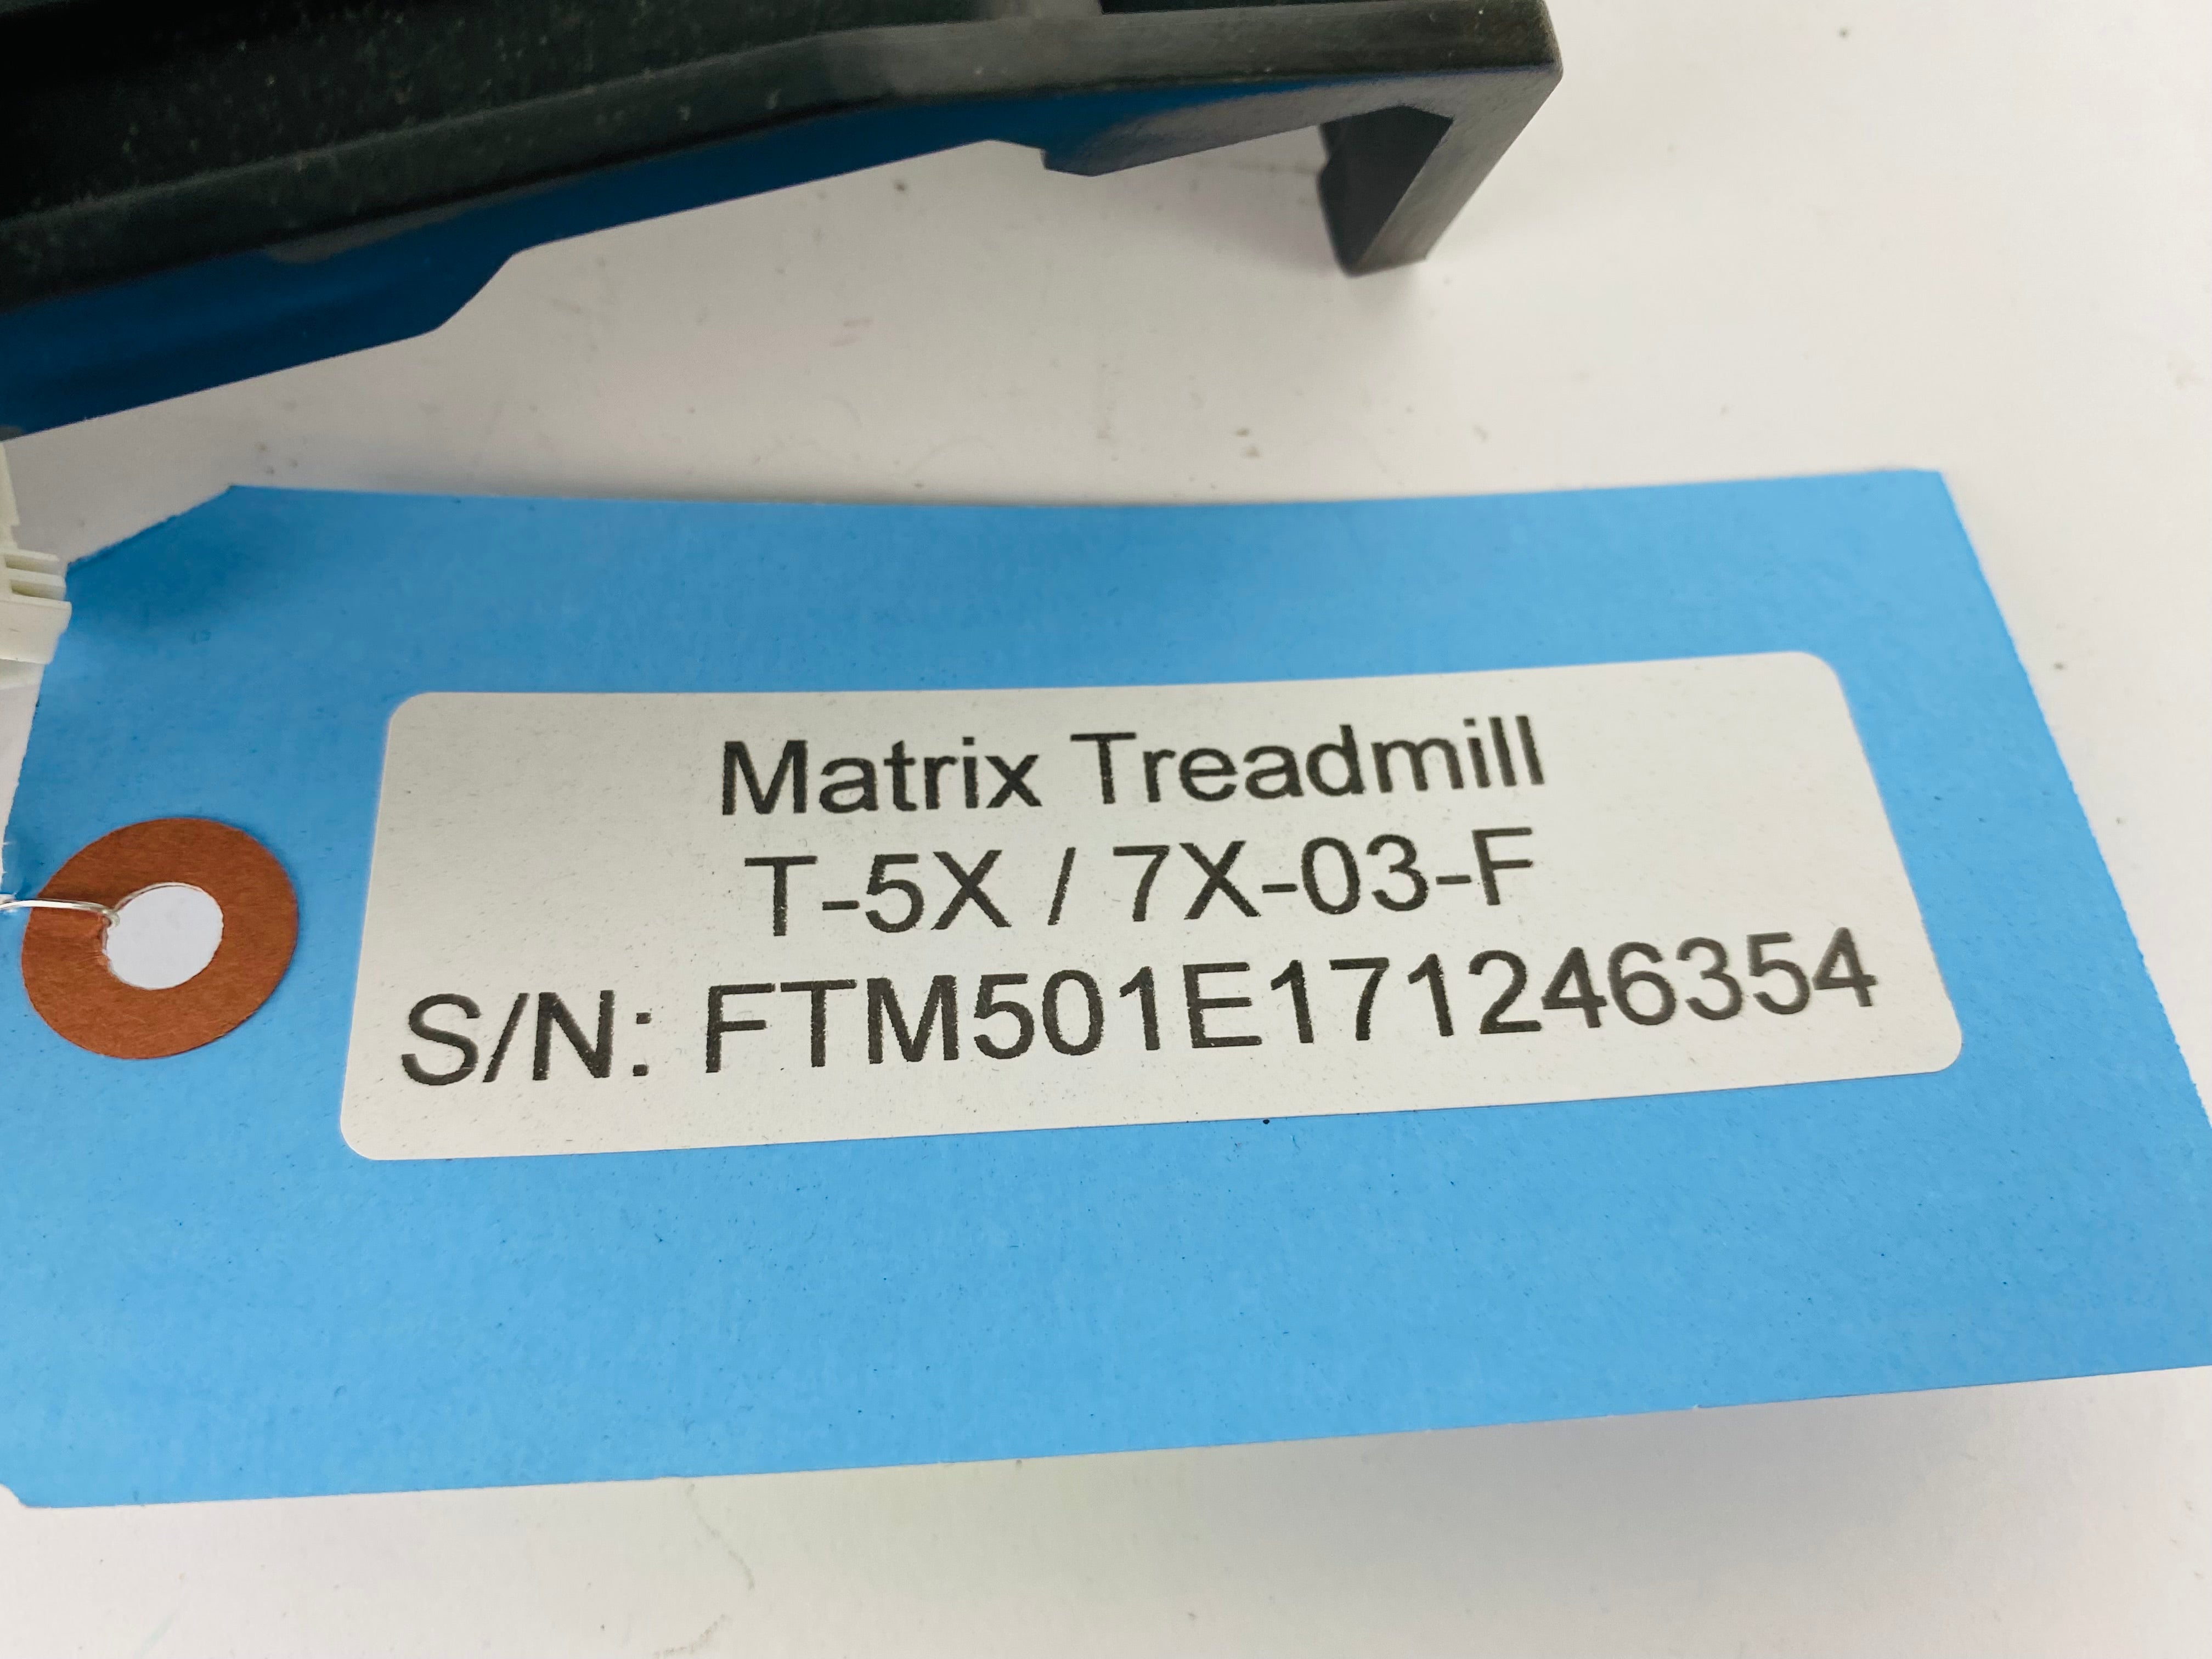 Matrix Treadmill
T-5X / 7X-03-F
S/N: FTM501E171246354